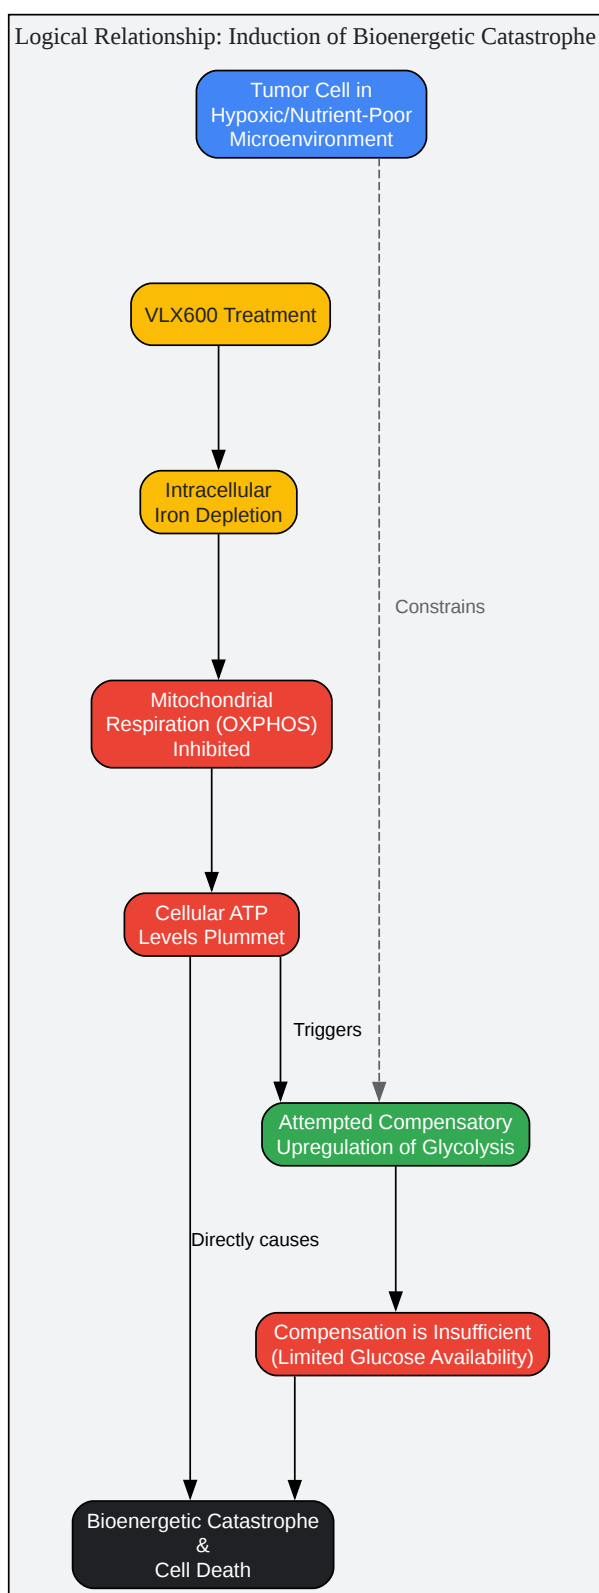 Logical Relationship: Induction of Bioenergetic Catastrophe
Tumor Cell in
Hypoxic/Nutrient-Poor
Microenvironment
VLX600 Treatment
Intracellular
Iron Depletion
Constrains
Mitochondrial
Respiration (OXPHOS)
Inhibited
Cellular ATP
Levels Plummet
Triggers
Attempted Compensatory
Upregulation of Glycolysis
Directly causes
Compensation is Insufficient
(Limited Glucose Availability)
Bioenergetic Catastrophe
&
Cell Death